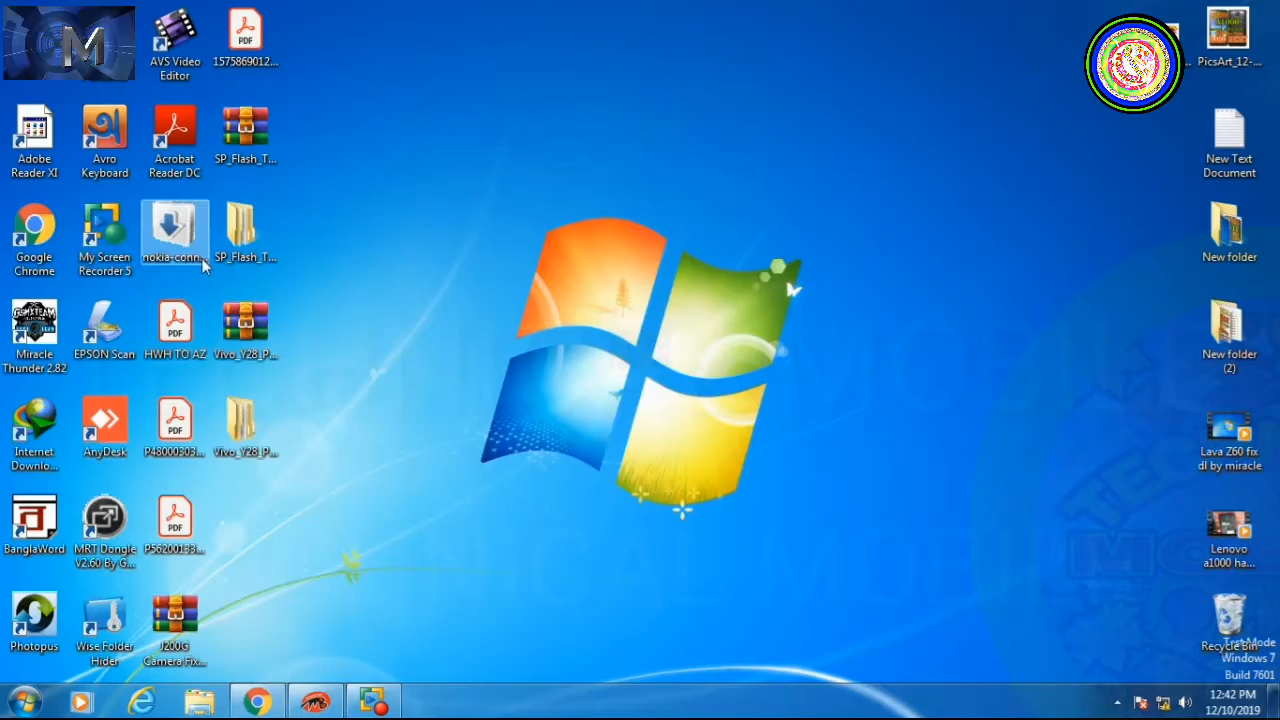 M
AVS Video
Editor
1575869012...
Adobe
Reader XI
Avro
Keyboard
Acrobat
Reader DC
SP_Flash_T...
Google
Chrome
My Screen
Recorder 5
nokia-conn...
SP_Flash_T...
Miracle
Thunder 2.82
EPSON Scan
PDF
HWH TO AZ
Vivo_Y28_P...
Internet
Downlo...
AnyDesk
PDF
P48000303...
Vivo_Y28_P...
BanglaWord
MRT Dongle
V2.60 By G...
PDF
P56200133...
Photopus
Wise Folder
Hider
J200G
Camera Fix...
PicsArt_12-...
New Text
Document
New folder
New folder
(2)
Lava Z60 fix
dl by miracle
Lenovo
a1000 ha...
Recycle Bin
Test Mode
Windows 7
Build 7601
12:42 PM
12/10/2019